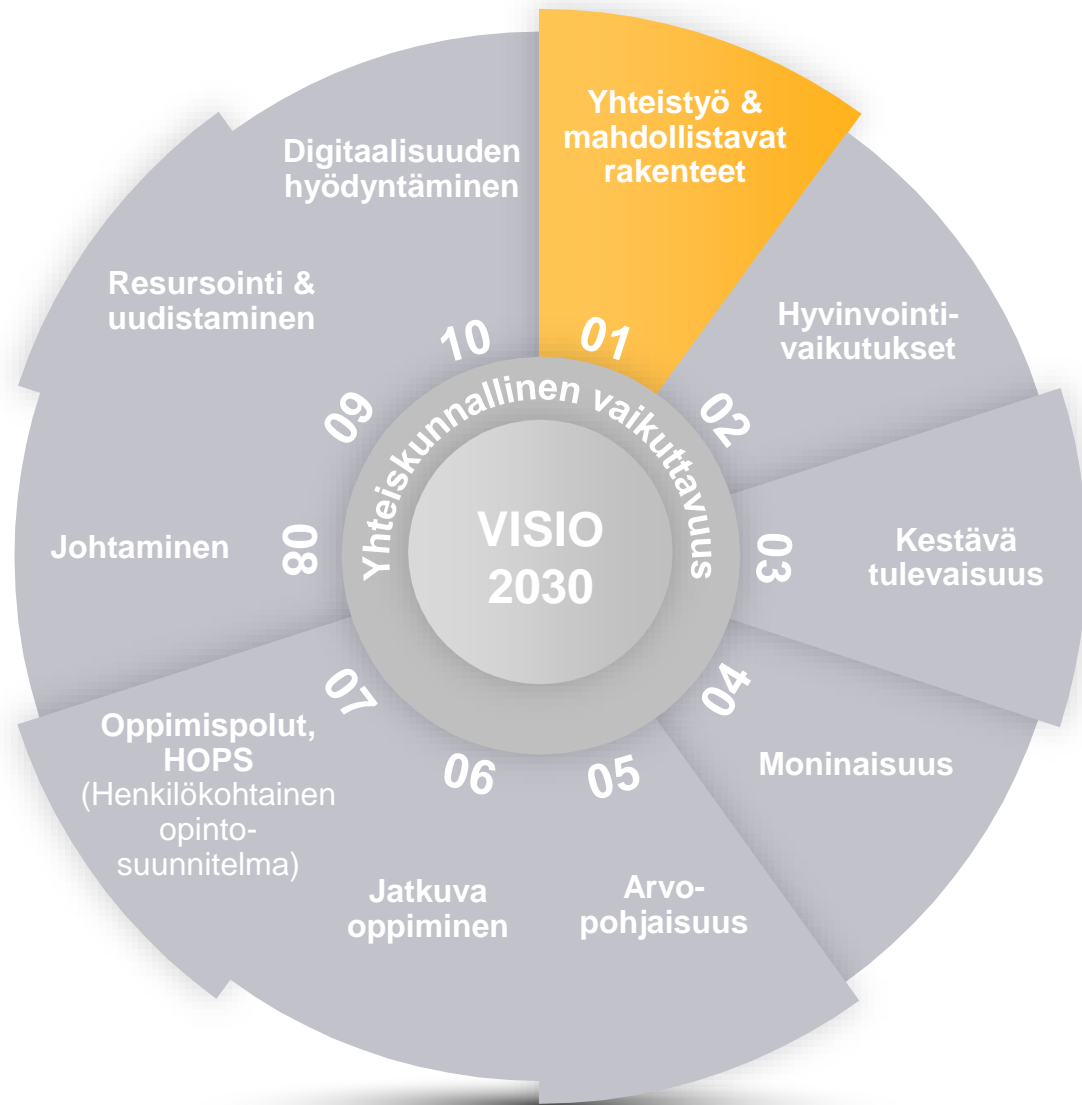 VISIO
2030
Yhteiskunnallinen vaikuttavuus
01
Yhteistyö &
mahdollistavat
rakenteet
02
Hyvinvointi-
vaikutukset
03
Kestävä
tulevaisuus
04
Moninaisuus
05
Arvo-
pohjaisuus
06
Jatkuva
oppiminen
07
Oppimispolut,
HOPS
(Henkilökohtainen
opinto-
suunnitelma)
08
Johtaminen
09
Resursointi &
uudistaminen
10
Digitaalisuuden
hyödyntäminen